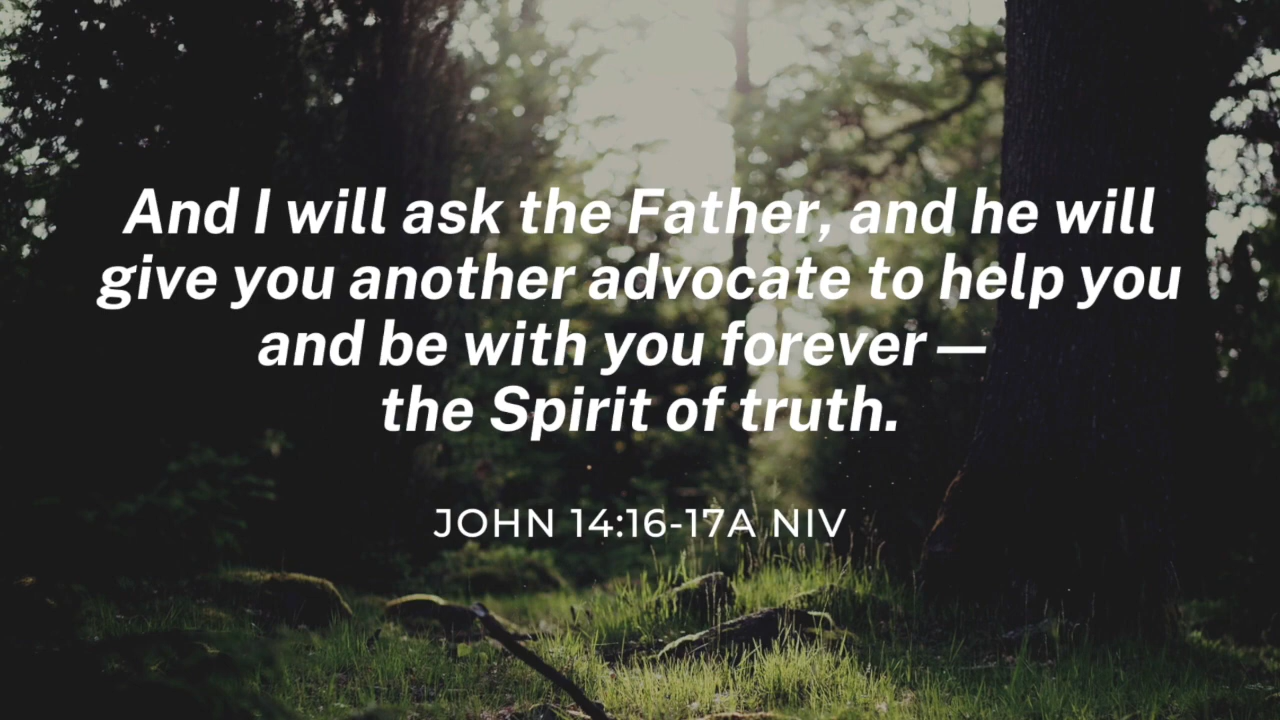 And I will ask the Father, and he will
give you another advocate to help you
and be with you forever —
the Spirit of truth.
JOHN 14:16-17A NIV